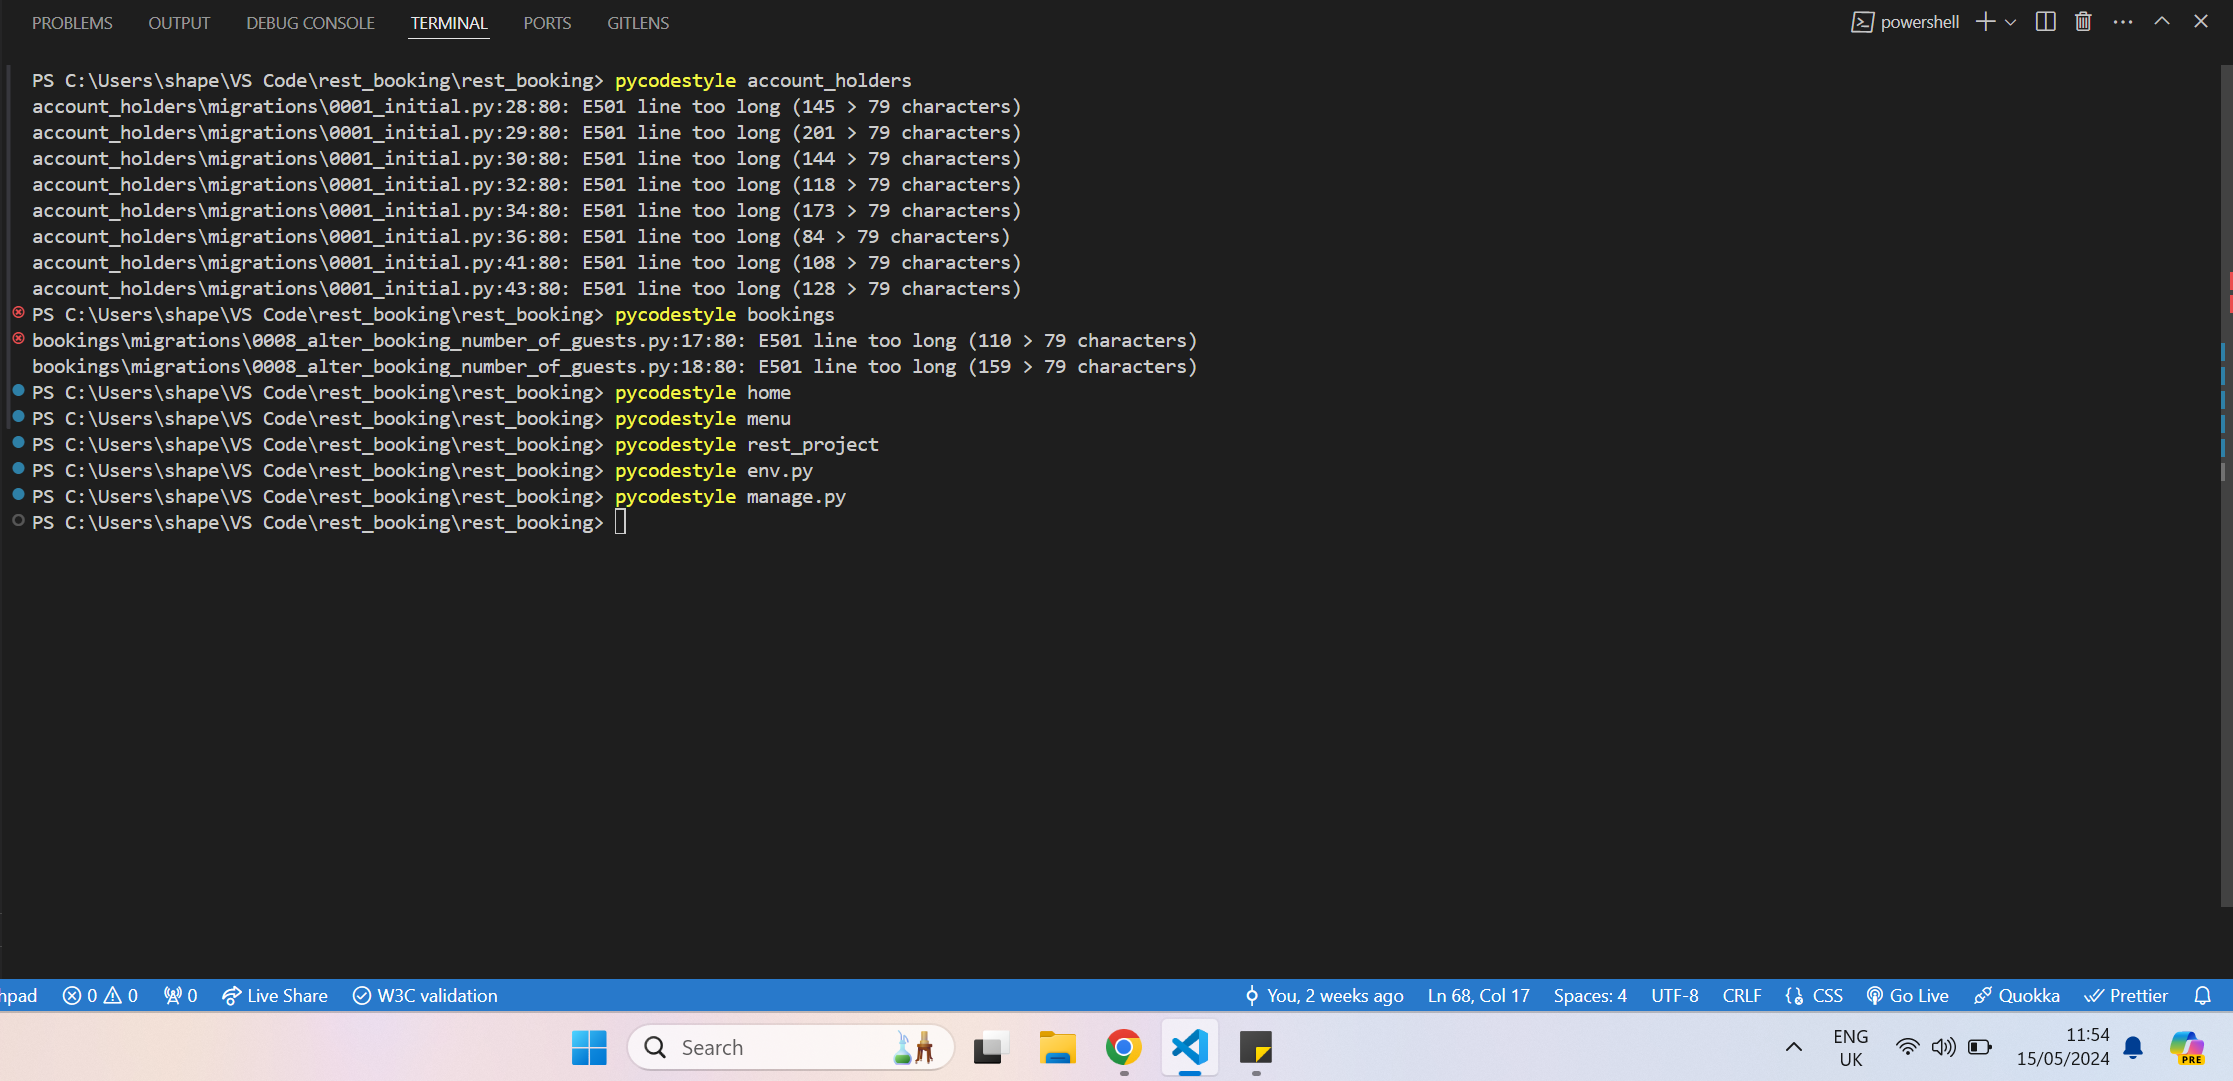 PROBLEMS OUTPUT DEBUG CONSOLE TERMINAL PORTS GITLENS powershell
PS C:\Users\shape\VS Code\rest_booking\rest_booking> pycodestyle account_holders
account_holders\migrations\0001_initial.py:28:80: E501 line too long (145 > 79 characters)
account_holders\migrations\0001_initial.py:29:80: E501 line too long (201 > 79 characters)
account_holders\migrations\0001_initial.py:30:80: E501 line too long (144 > 79 characters)
account_holders\migrations\0001_initial.py:32:80: E501 line too long (118 > 79 characters)
account_holders\migrations\0001_initial.py:34:80: E501 line too long (173 > 79 characters)
account_holders\migrations\0001_initial.py:36:80: E501 line too long (84 > 79 characters)
account_holders\migrations\0001_initial.py:41:80: E501 line too long (108 > 79 characters)
account_holders\migrations\0001_initial.py:43:80: E501 line too long (128 > 79 characters)
PS C:\Users\shape\VS Code\rest_booking\rest_booking> pycodestyle bookings
bookings\migrations\0008_alter_booking_number_of_guests.py:17:80: E501 line too long (110 > 79 characters)
bookings\migrations\0008_alter_booking_number_of_guests.py:18:80: E501 line too long (159 > 79 characters)
PS C:\Users\shape\VS Code\rest_booking\rest_booking> pycodestyle home
PS C:\Users\shape\VS Code\rest_booking\rest_booking> pycodestyle menu
PS C:\Users\shape\VS Code\rest_booking\rest_booking> pycodestyle rest_project
PS C:\Users\shape\VS Code\rest_booking\rest_booking> pycodestyle env.py
PS C:\Users\shape\VS Code\rest_booking\rest_booking> pycodestyle manage.py
PS C:\Users\shape\VS Code\rest_booking\rest_booking>
hpad 0 0 0 Live Share W3C validation You, 2 weeks ago Ln 68, Col 17 Spaces: 4 UTF-8 CRLF CSS Go Live Quokka Prettier
Search ENG 11:54
UK 15/05/2024 PRE